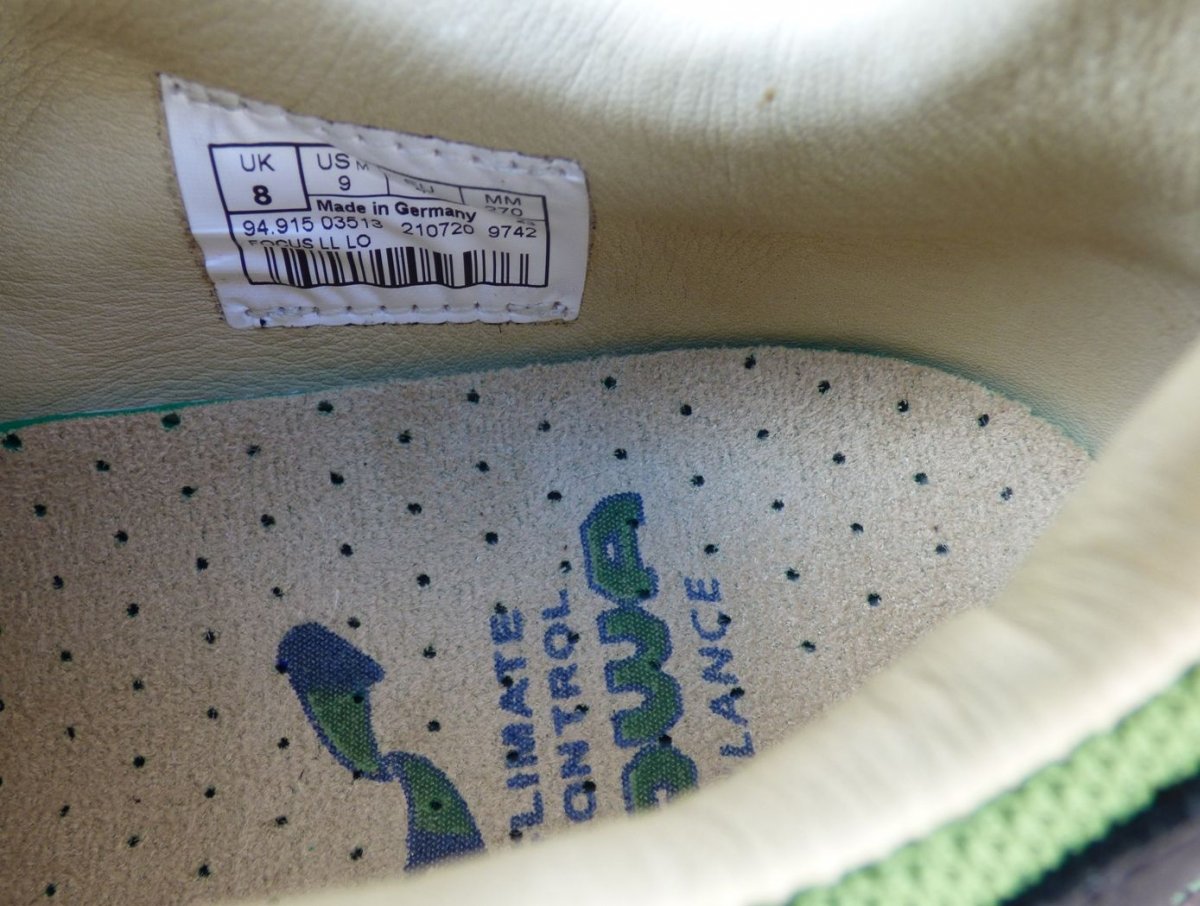 UK
8
US M
9
MM
270
Made in Germany
94.915 03513 210720 9742
FOCUS LL LO
LIMATE
ONTROL
LANCE